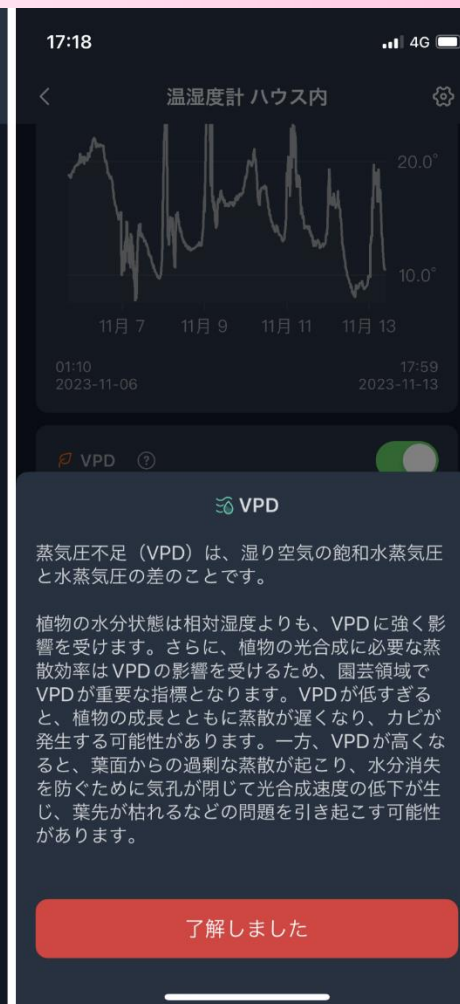 17:18
4G
温湿度計 ハウス内
20.0°
10.0°
11月 7 11月 9 11月 11 11月 13
01:10 17:59
2023-11-06 2023-11-13
VPD ?
VPD
蒸気圧不足（VPD）は、湿り空気の飽和水蒸気圧
と水蒸気圧の差のことです。
植物の水分状態は相対湿度よりも、VPDに強く影
響を受けます。さらに、植物の光合成に必要な蒸
散効率はVPDの影響を受けるため、園芸領域で
VPDが重要な指標となります。VPDが低すぎる
と、植物の成長とともに蒸散が遅くなり、カビが
発生する可能性があります。一方、VPDが高くな
ると、葉面からの過剰な蒸散が起こり、水分消失
を防ぐために気孔が閉じて光合成速度の低下が生
じ、葉先が枯れるなどの問題を引き起こす可能性
があります。
了解しました